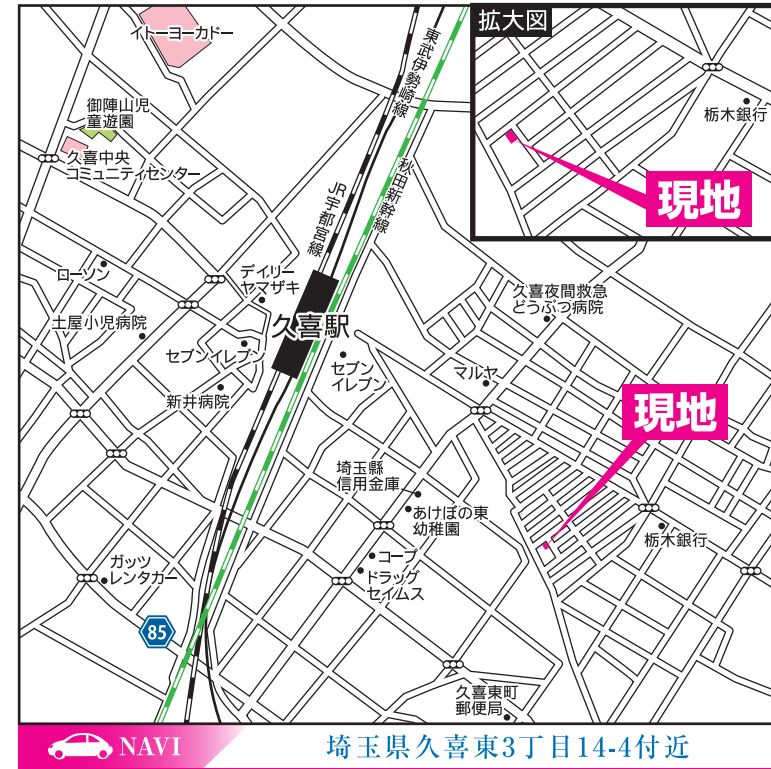 イトーヨーカドー
東武伊勢崎線
拡大図
栃木銀行
現地
御陣山児
童遊園
久喜中央
コミュニティセンター
秋田新幹線
JR宇都宮線
ローソン
デイリー
ヤマザキ
久喜夜間救急
どうぶつ病院
土屋小児病院
久喜駅
セブンイレブン
セブン
イレブン
マルヤ
新井病院
現地
埼玉縣
信用金庫
あけぼの東
幼稚園
栃木銀行
ガッツ
レンタカー
コープ
ドラッグ
セイムス
85
久喜東町
郵便局
NAVI
埼玉県久喜東3丁目14-4付近